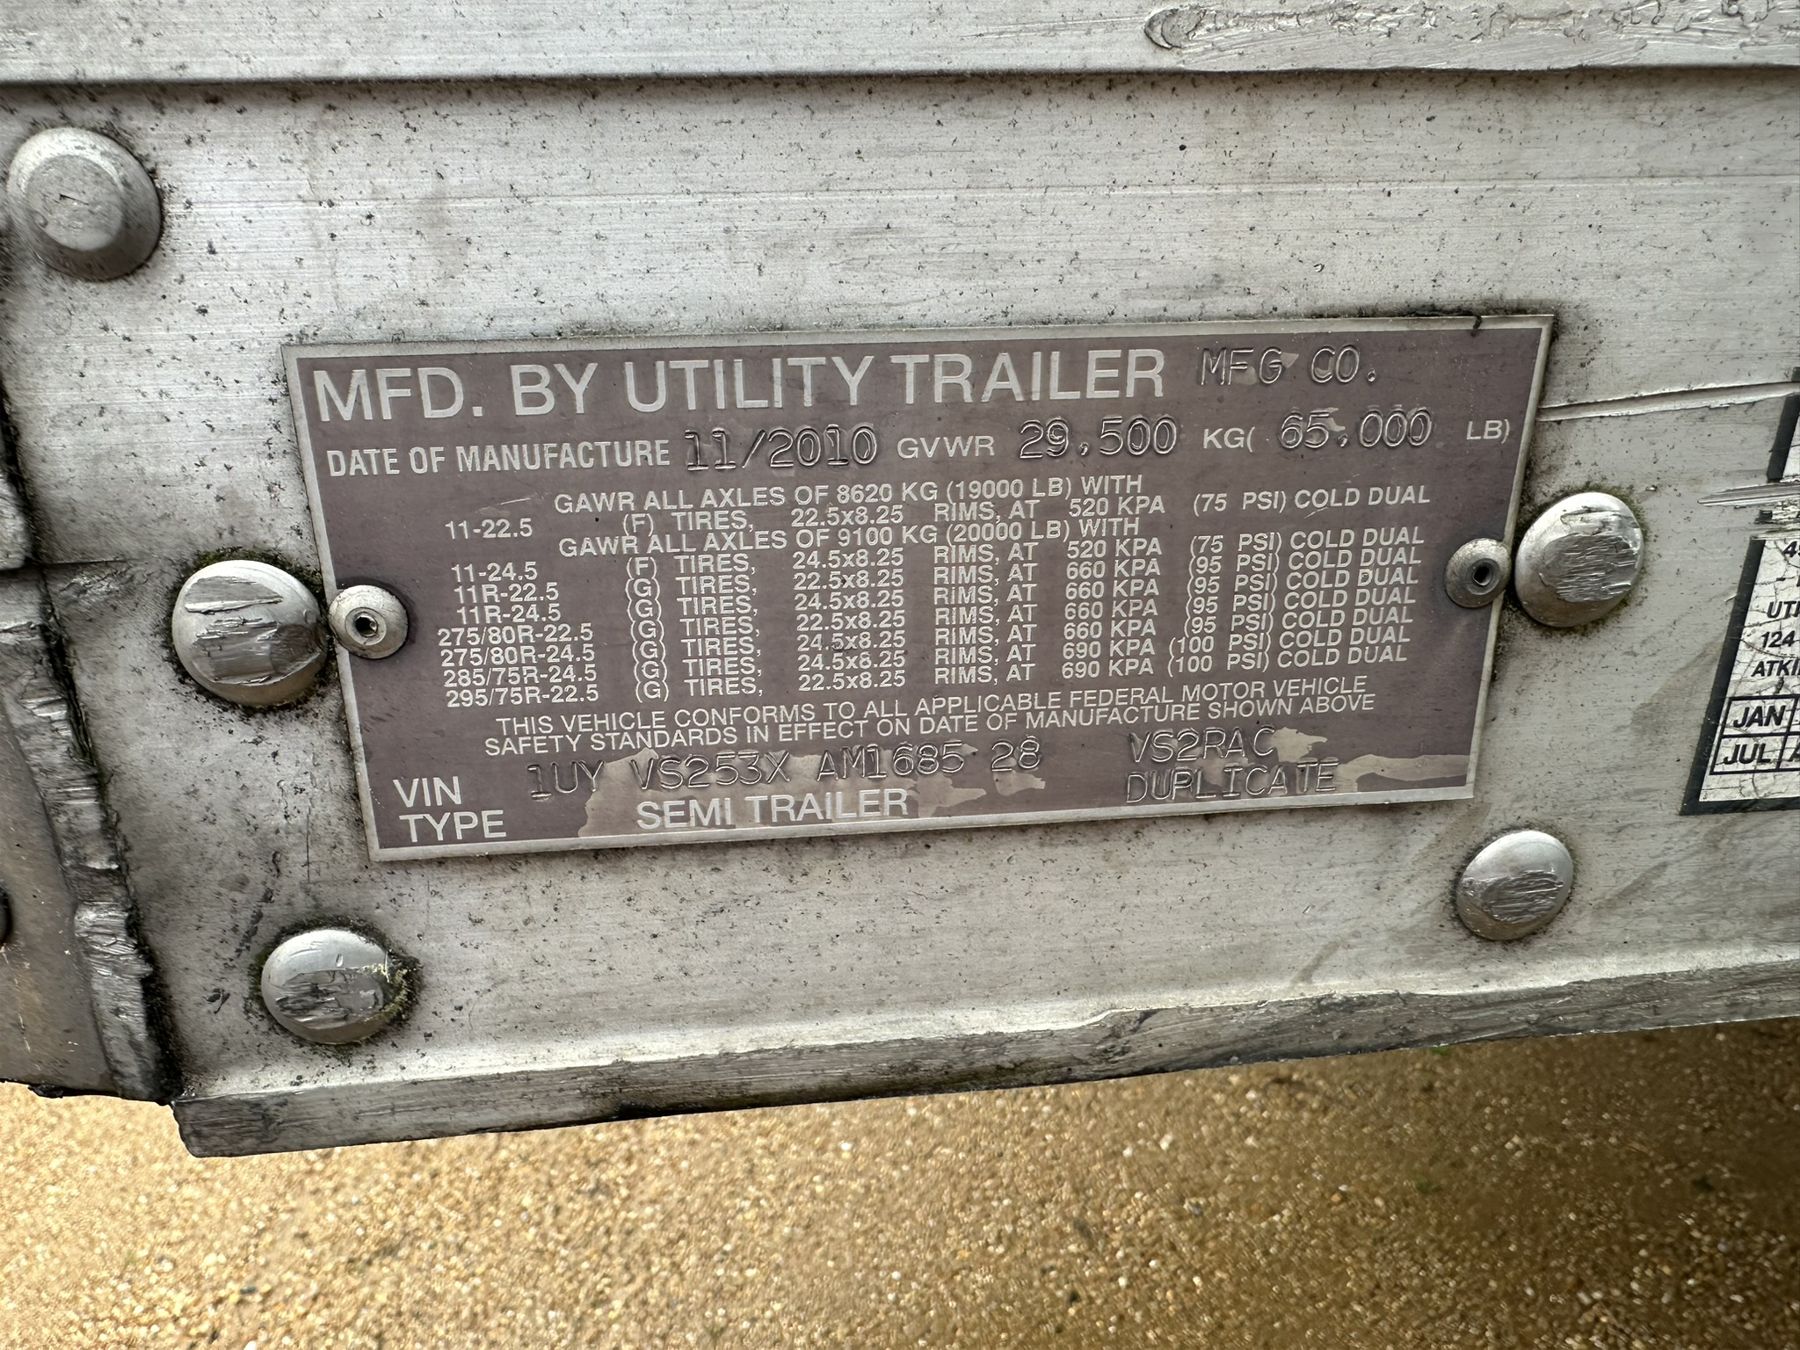 MFD. BY UTILITY TRAILER MFG CO.
DATE OF MANUFACTURE 11/2010 GVWR 29,500 KG( 65,000 LB)
GAWR ALL AXLES OF 8620 KG (19000 LB) WITH
11-22.5 (F) TIRES, 22.5x8.25 RIMS, AT 520 KPA (75 PSI) COLD DUAL
GAWR ALL AXLES OF 9100 KG (20000 LB) WITH
11-24.5 (F) TIRES, 24.5x8.25 RIMS, AT 520 KPA (75 PSI) COLD DUAL
11R-22.5 (G) TIRES, 22.5x8.25 RIMS, AT 660 KPA (95 PSI) COLD DUAL
11R-24.5 (G) TIRES, 24.5x8.25 RIMS, AT 660 KPA (95 PSI) COLD DUAL
275/80R-22.5 (G) TIRES, 22.5x8.25 RIMS, AT 660 KPA (95 PSI) COLD DUAL
275/80R-24.5 (G) TIRES, 24.5x8.25 RIMS, AT 660 KPA (95 PSI) COLD DUAL
285/75R-24.5 (G) TIRES, 24.5x8.25 RIMS, AT 690 KPA (100 PSI) COLD DUAL
295/75R-22.5 (G) TIRES, 22.5x8.25 RIMS, AT 690 KPA (100 PSI) COLD DUAL
THIS VEHICLE CONFORMS TO ALL APPLICABLE FEDERAL MOTOR VEHICLE
SAFETY STANDARDS IN EFFECT ON DATE OF MANUFACTURE SHOWN ABOVE
VIN 1UY VS253X AM1685 28 VS2RAC
TYPE SEMI TRAILER DUPLICATE
124
JAN
JUL